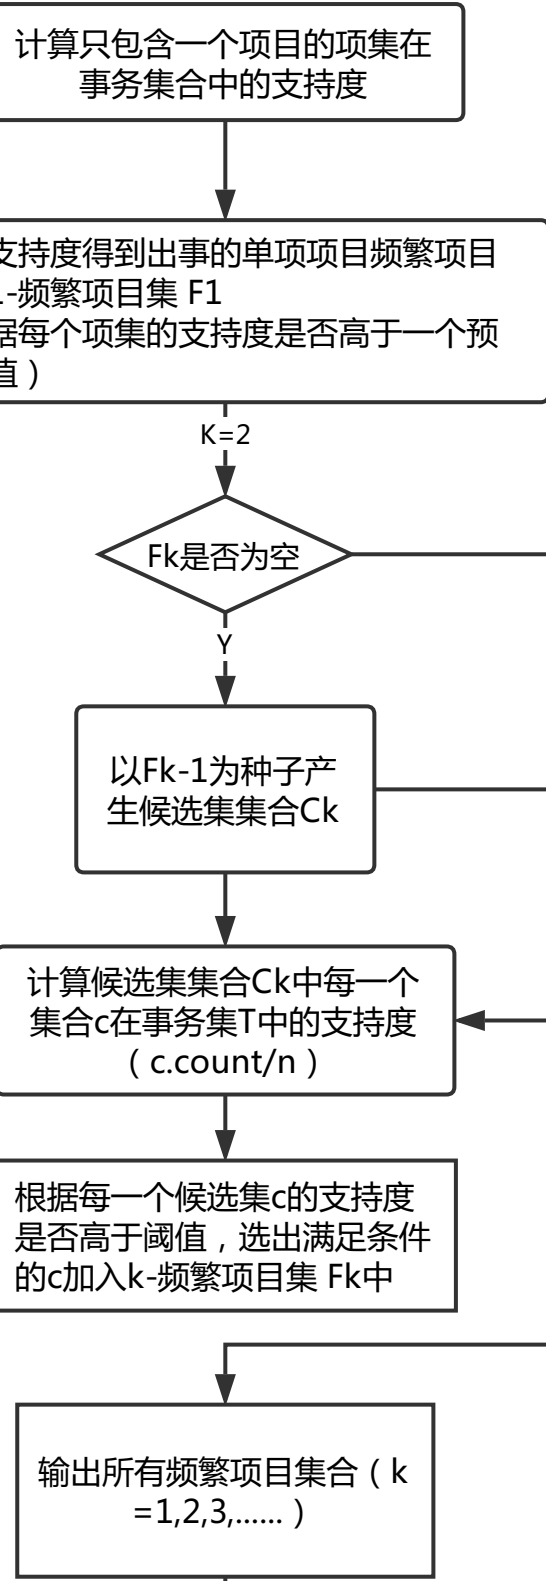 计算只包含一个项目的项集在
事务集合中的支持度
支持度得到出事的单项项目频繁项目
-频繁项目集 F1
据每个项集的支持度是否高于一个预
值）
K=2
Fk是否为空
Y
以Fk-1为种子产
生候选集集合Ck
计算候选集集合Ck中每一个
集合c在事务集T中的支持度
（c.count/n）
根据每一个候选集c的支持度
是否高于阈值，选出满足条件
的c加入k-频繁项目集 Fk中
输出所有频繁项目集合（k
=1,2,3,......）